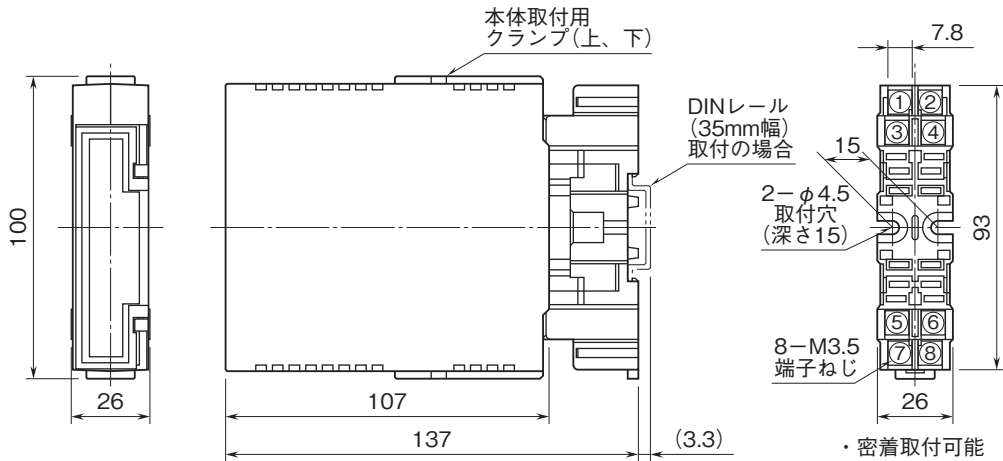 本体取付用
クランプ(上、下)
7.8
DINレール
(35mm幅)
取付の場合
① ②
③ ④
15
2−φ4.5
取付穴
(深さ15)
100
93
⑤ ⑥
⑦ ⑧
8−M3.5
端子ねじ
26
107
26
137
(3.3)
・密着取付可能